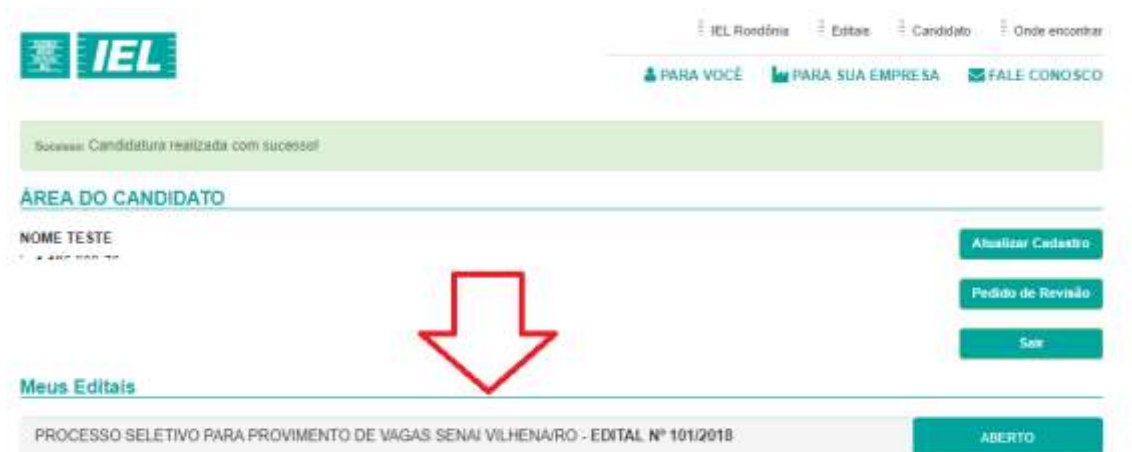 IEL
IEL Rondônia Editais Candidato Onde encontrar
PARA VOCÊ PARA SUA EMPRESA FALE CONOSCO
Sucesso: Candidatura realizada com sucesso!
ÁREA DO CANDIDATO
NOME TESTE
Atualizar Cadastro
Pedido de Revisão
Sair
Meus Editais
PROCESSO SELETIVO PARA PROVIMENTO DE VAGAS SENAI VILHENA/RO - EDITAL Nº 101/2018 ABERTO